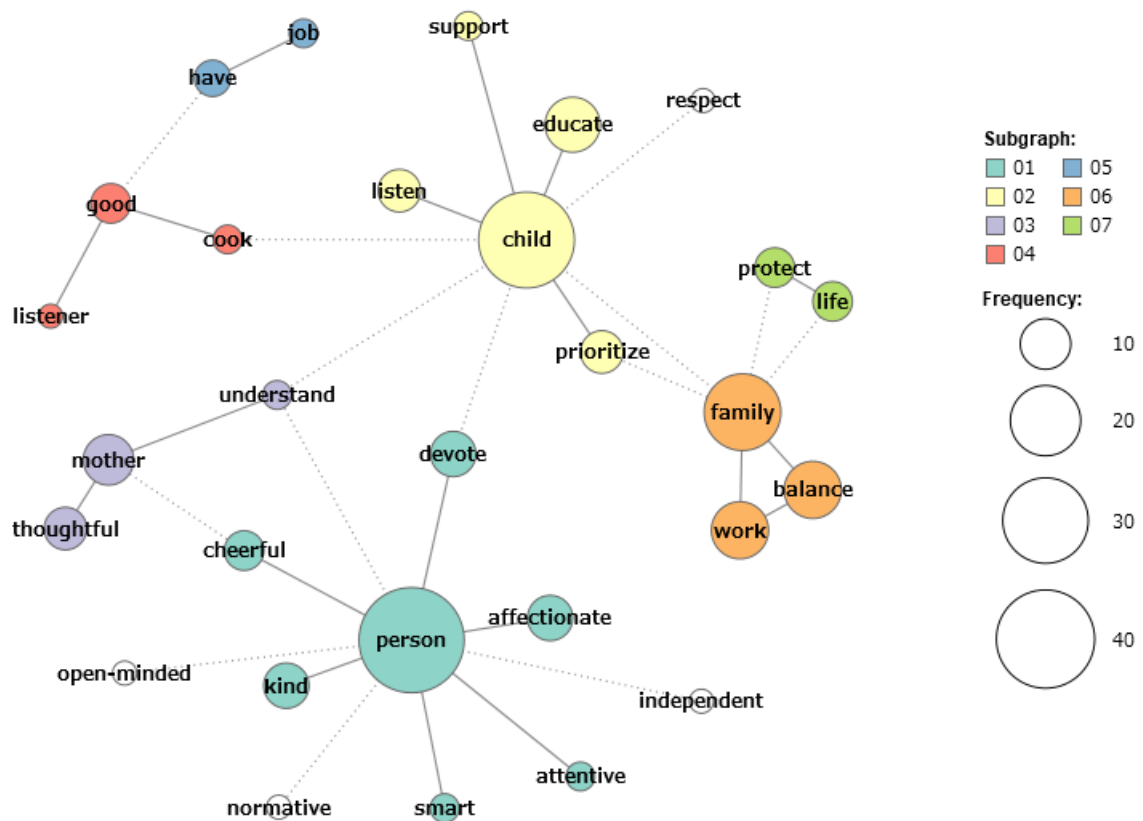 support
job
have
respect
educate
listen
good
cook
child
protect
life
listener
prioritize
understand
family
mother
devote
balance
thoughtful
work
cheerful
affectionate
person
open-minded
kind
independent
attentive
normative
smart
Subgraph:
01 05
02 06
03 07
04
Frequency:
10
20
30
40